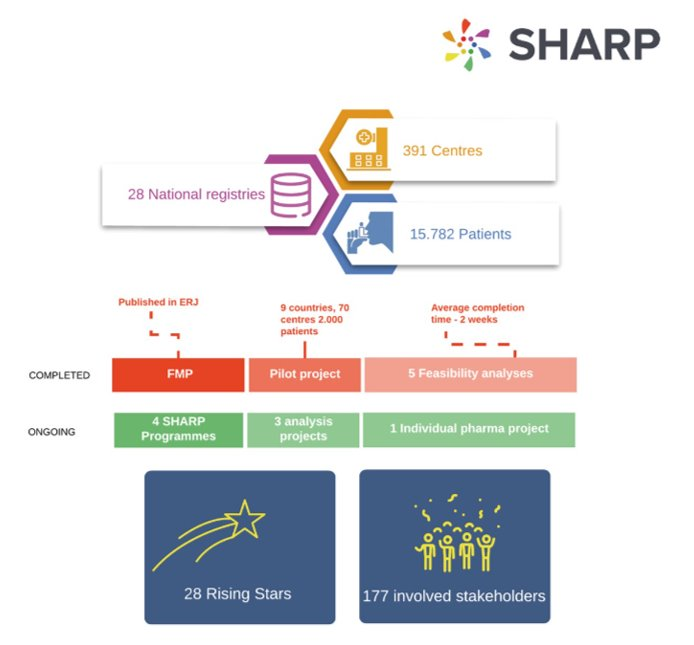 SHARP
391 Centres
28 National registries
15.782 Patients
Published in ERJ
9 countries, 70
centres 2.000
patients
Average completion
time - 2 weeks
COMPLETED
FMP
Pilot project
5 Feasibility analyses
ONGOING
4 SHARP
Programmes
3 analysis
projects
1 Individual pharma project
28 Rising Stars
177 involved stakeholders